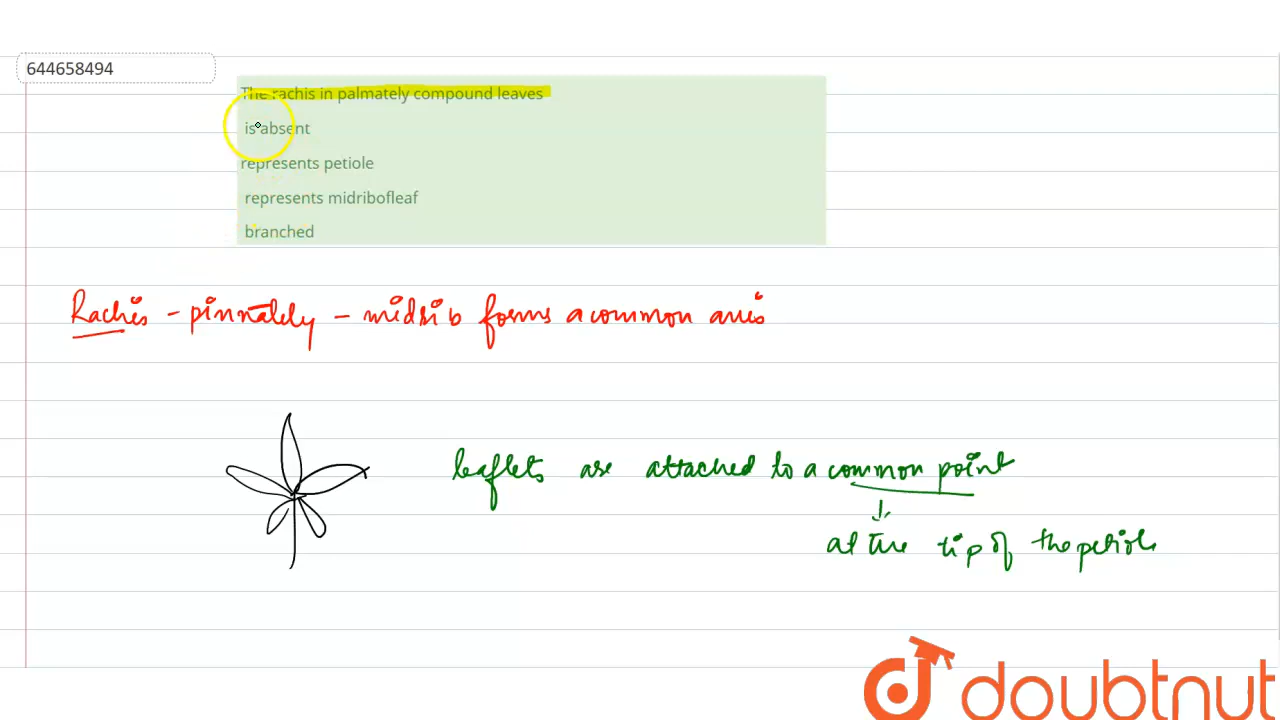 644658494
The rachis in palmately compound leaves
is absent
represents petiole
represents midribofleaf
branched
Rachis - pinnately - midrib forms a common axis
leaflets are attached to a common point
at the tip of the petiole
doubtnut